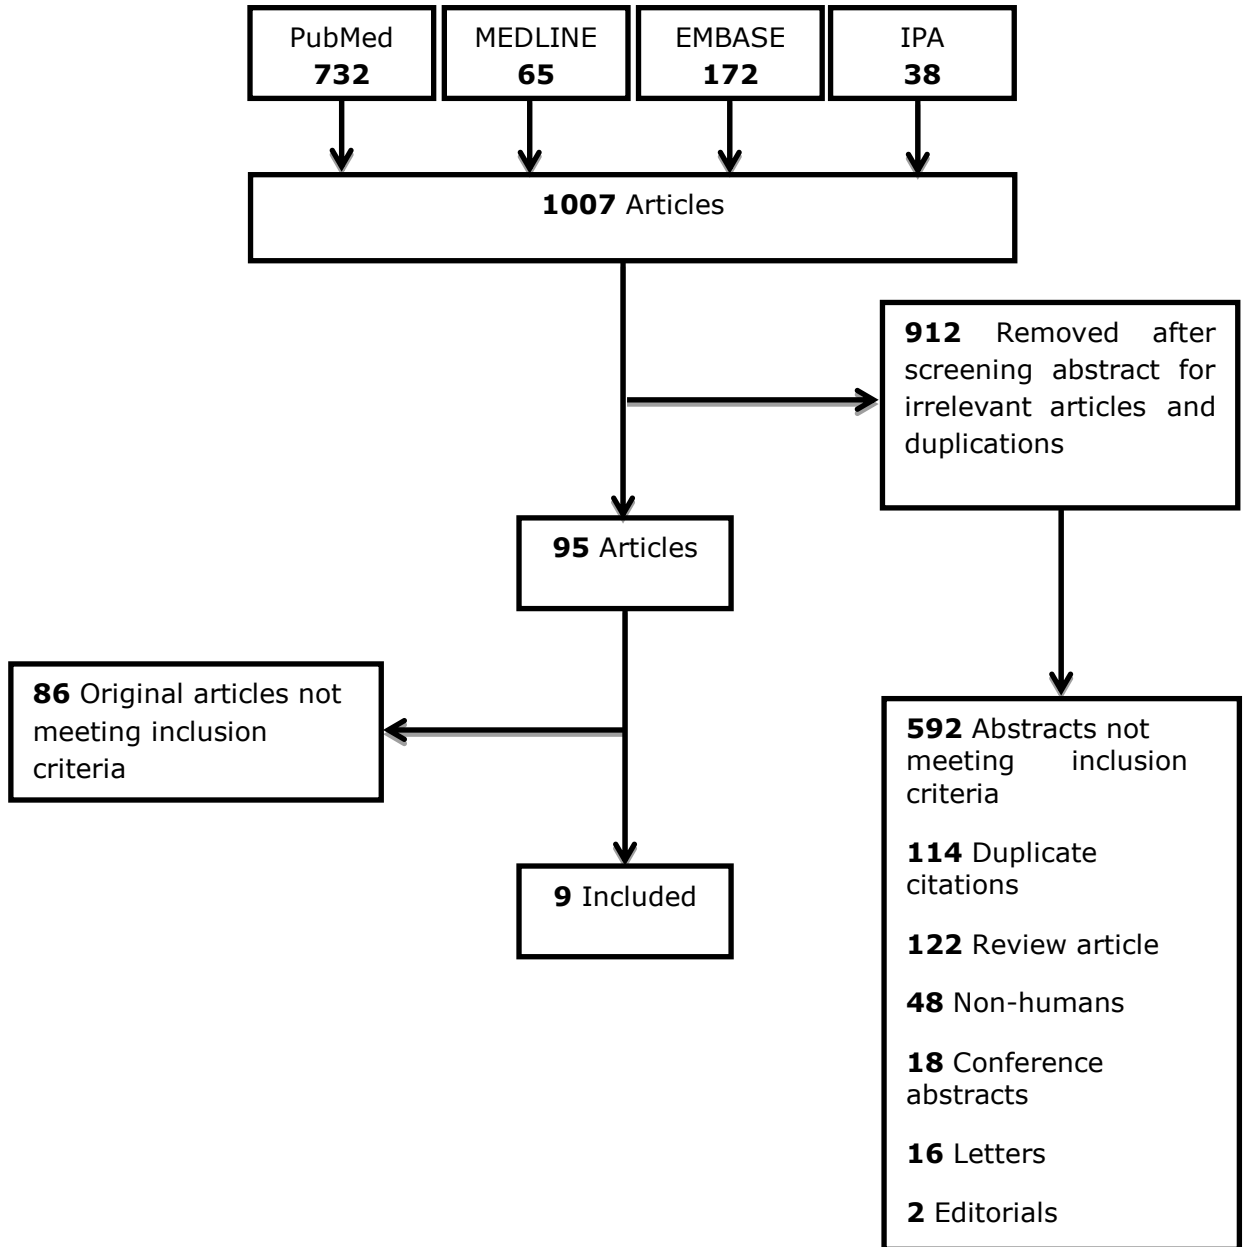 PubMed
732
MEDLINE
65
EMBASE
172
IPA
38
1007 Articles
912 Removed after
screening abstract for
irrelevant articles and
duplications
95 Articles
86 Original articles not
meeting inclusion
criteria
592 Abstracts not
meeting inclusion
criteria
114 Duplicate
citations
122 Review article
48 Non-humans
18 Conference
abstracts
16 Letters
2 Editorials
9 Included